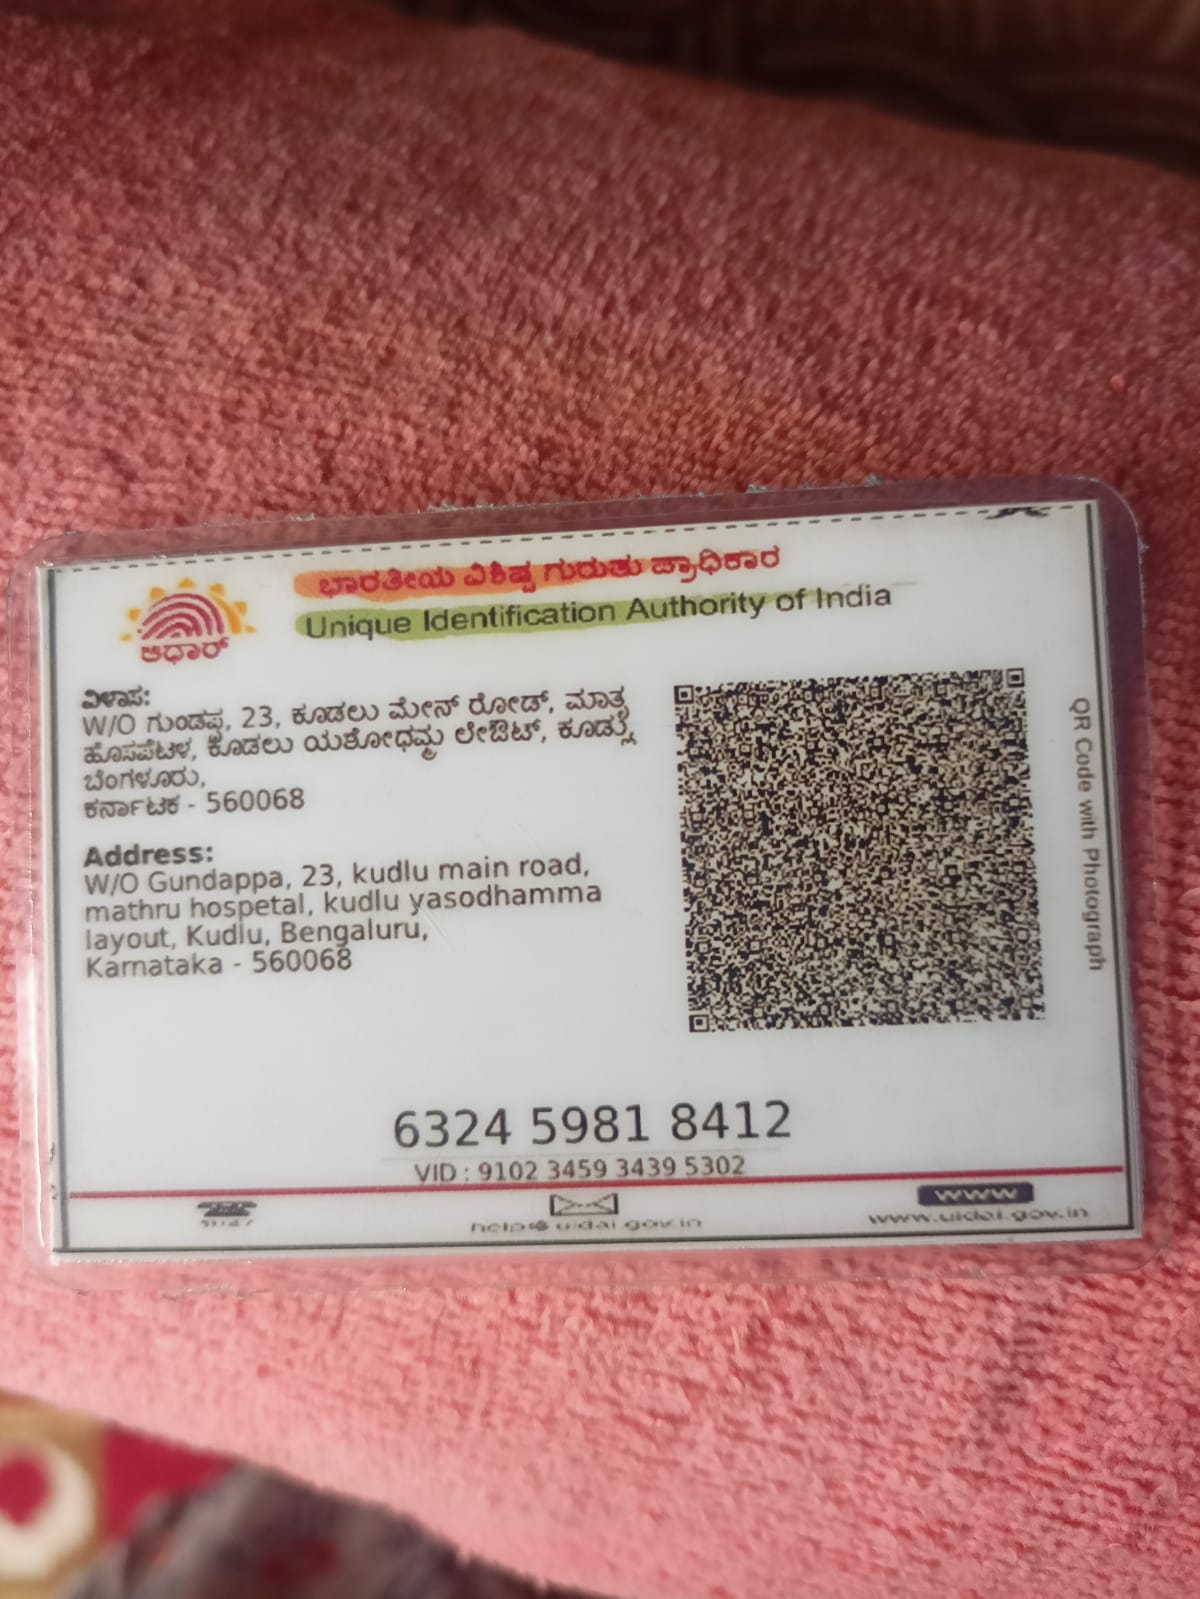 ಭಾರತೀಯ ವಿಶಿಷ್ಟ ಗುರುತು ಪ್ರಾಧಿಕಾರ
Unique Identification Authority of India
ಆಧಾರ್
ವಿಳಾಸ:
W/O ಗುಂಡಪ್ಪ, 23, ಕೂಡಲು ಮೇನ್ ರೋಡ್, ಮಾತೃ
ಹೊಸಪೆಟಳ, ಕೂಡಲು ಯಶೋಧಮ್ಮ ಲೇಔಟ್, ಕೂಡ್ಲು,
ಬೆಂಗಳೂರು,
ಕರ್ನಾಟಕ - 560068
Address:
W/O Gundappa, 23, kudlu main road,
mathru hospetal, kudlu yasodhamma
layout, Kudlu, Bengaluru,
Karnataka - 560068
QR Code with Photograph
6324 5981 8412
VID : 9102 3459 3439 5302
1947
help@uidai.gov.in
www
www.uidai.gov.in